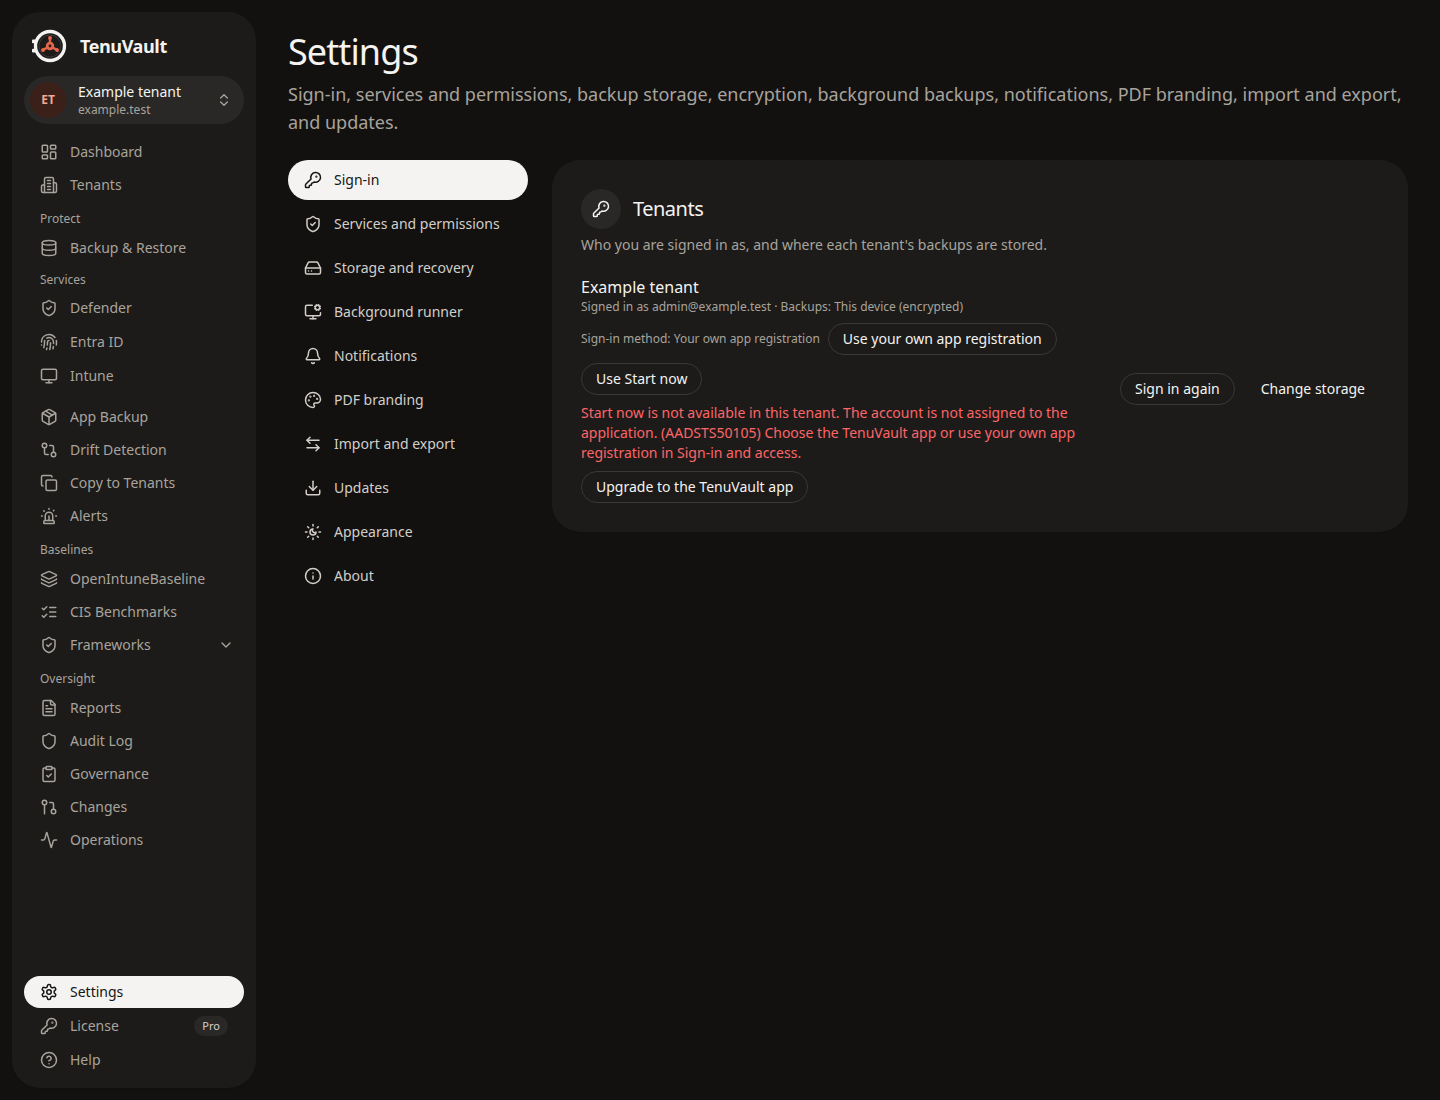 TenuVault
ET
Example tenant
example.test
Dashboard
Tenants
Protect
Backup & Restore
Services
Defender
Entra ID
Intune
App Backup
Drift Detection
Copy to Tenants
Alerts
Baselines
OpenIntuneBaseline
CIS Benchmarks
Frameworks
Oversight
Reports
Audit Log
Governance
Changes
Operations
Settings
License
Pro
Help
Settings
Sign-in, services and permissions, backup storage, encryption, background backups, notifications, PDF branding, import and export,
and updates.
Sign-in
Services and permissions
Storage and recovery
Background runner
Notifications
PDF branding
Import and export
Updates
Appearance
About
Tenants
Who you are signed in as, and where each tenant's backups are stored.
Example tenant
Signed in as admin@example.test · Backups: This device (encrypted)
Sign-in method: Your own app registration
Use your own app registration
Use Start now
Start now is not available in this tenant. The account is not assigned to the
application. (AADSTS50105) Choose the TenuVault app or use your own app
registration in Sign-in and access.
Upgrade to the TenuVault app
Sign in again
Change storage